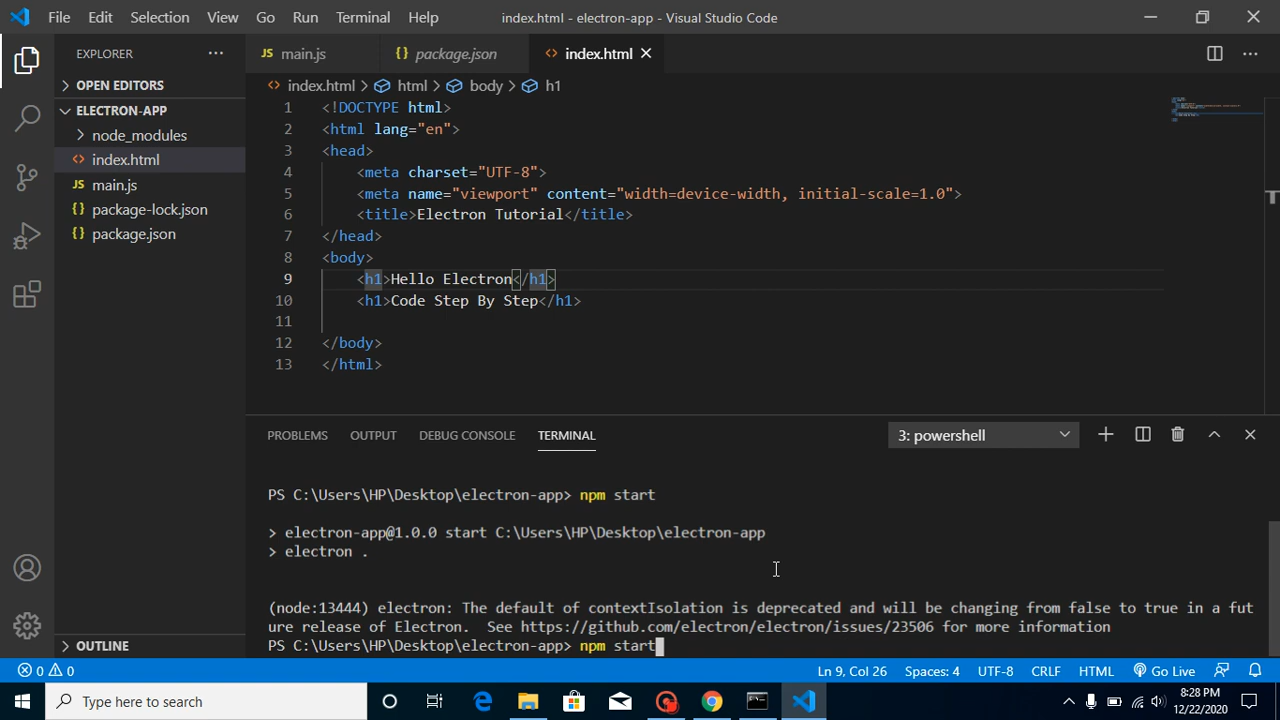 File Edit Selection View Go Run Terminal Help index.html - electron-app - Visual Studio Code
EXPLORER ...
JS main.js {} package.json <> index.html
OPEN EDITORS
<> index.html > html > body > h1
ELECTRON-APP
node_modules
<> index.html
JS main.js
{} package-lock.json
{} package.json
1 <!DOCTYPE html>
2 <html lang="en">
3 <head>
4 <meta charset="UTF-8">
5 <meta name="viewport" content="width=device-width, initial-scale=1.0">
6 <title>Electron Tutorial</title>
7 </head>
8 <body>
9 <h1>Hello Electron</h1>
10 <h1>Code Step By Step</h1>
11
12 </body>
13 </html>
PROBLEMS OUTPUT DEBUG CONSOLE TERMINAL 3: powershell
PS C:\Users\HP\Desktop\electron-app> npm start
> electron-app@1.0.0 start C:\Users\HP\Desktop\electron-app
> electron .
(node:13444) electron: The default of contextIsolation is deprecated and will be changing from false to true in a fut
ure release of Electron.  See https://github.com/electron/electron/issues/23506 for more information
PS C:\Users\HP\Desktop\electron-app> npm start
OUTLINE
0 0 Ln 9, Col 26 Spaces: 4 UTF-8 CRLF HTML Go Live
Type here to search
8:28 PM
12/22/2020